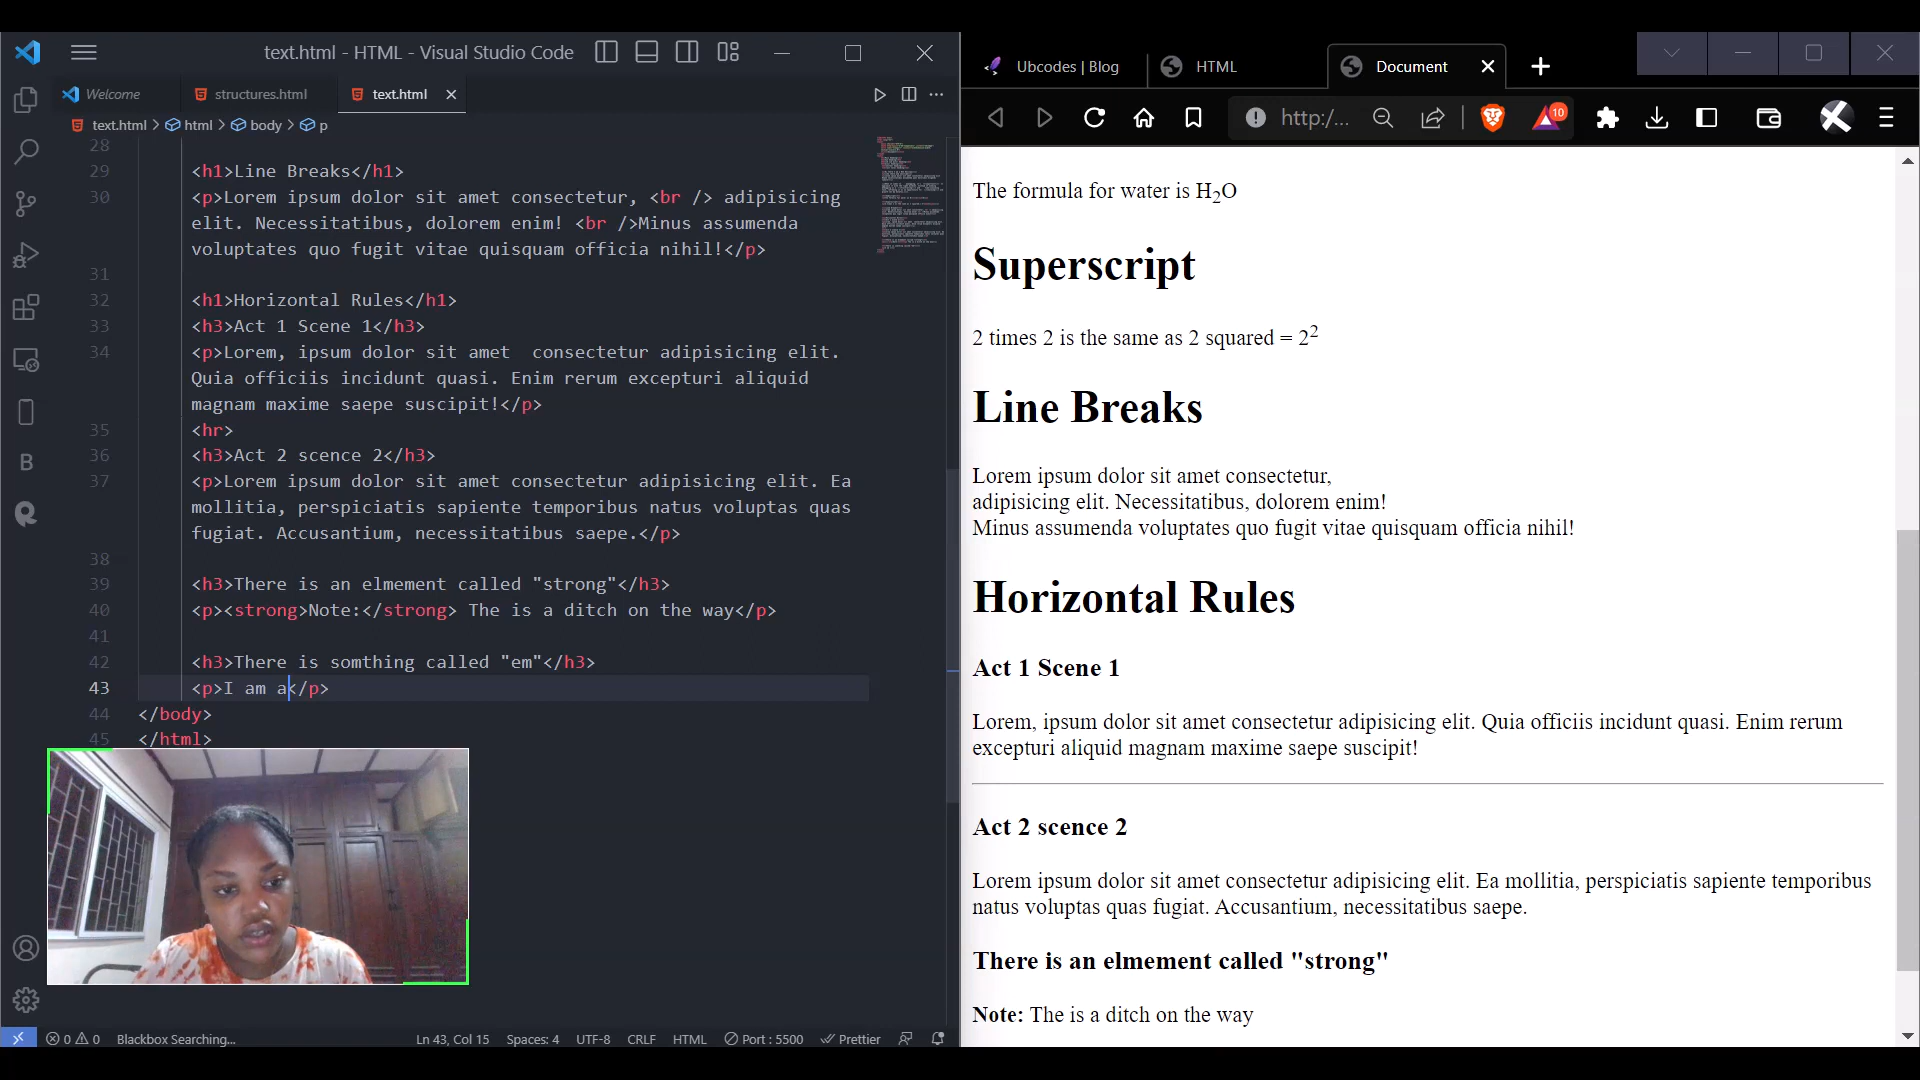 text.html - HTML - Visual Studio Code
Welcome
structures.html
text.html
text.html > html > body > p
28
29 <h1>Line Breaks</h1>
30 <p>Lorem ipsum dolor sit amet consectetur, <br /> adipisicing
elit. Necessitatibus, dolorem enim! <br />Minus assumenda
voluptates quo fugit vitae quisquam officia nihil!</p>
31
32 <h1>Horizontal Rules</h1>
33 <h3>Act 1 Scene 1</h3>
34 <p>Lorem, ipsum dolor sit amet  consectetur adipisicing elit.
Quia officiis incidunt quasi. Enim rerum excepturi aliquid
magnam maxime saepe suscipit!</p>
35 <hr>
36 <h3>Act 2 scence 2</h3>
37 <p>Lorem ipsum dolor sit amet consectetur adipisicing elit. Ea
mollitia, perspiciatis sapiente temporibus natus voluptas quas
fugiat. Accusantium, necessitatibus saepe.</p>
38
39 <h3>There is an elmement called "strong"</h3>
40 <p><strong>Note:</strong> The is a ditch on the way</p>
41
42 <h3>There is somthing called "em"</h3>
43 <p>I am a</p>
44 </body>
45 </html>
B
0 0 Blackbox Searching... Ln 43, Col 15 Spaces: 4 UTF-8 CRLF HTML Port : 5500 Prettier
Ubcodes | Blog
HTML
Document
http:/...
10
The formula for water is H₂O
Superscript
2 times 2 is the same as 2 squared = 2²
Line Breaks
Lorem ipsum dolor sit amet consectetur,
adipisicing elit. Necessitatibus, dolorem enim!
Minus assumenda voluptates quo fugit vitae quisquam officia nihil!
Horizontal Rules
Act 1 Scene 1
Lorem, ipsum dolor sit amet consectetur adipisicing elit. Quia officiis incidunt quasi. Enim rerum
excepturi aliquid magnam maxime saepe suscipit!
Act 2 scence 2
Lorem ipsum dolor sit amet consectetur adipisicing elit. Ea mollitia, perspiciatis sapiente temporibus
natus voluptas quas fugiat. Accusantium, necessitatibus saepe.
There is an elmement called "strong"
Note: The is a ditch on the way